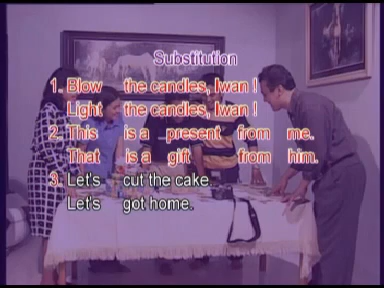 Substitution
1. Blow the candles, Iwan !
Light the candles, Iwan !
2. This is a present from me.
That is a gift from him.
3. Let's cut the cake
Let's got home.